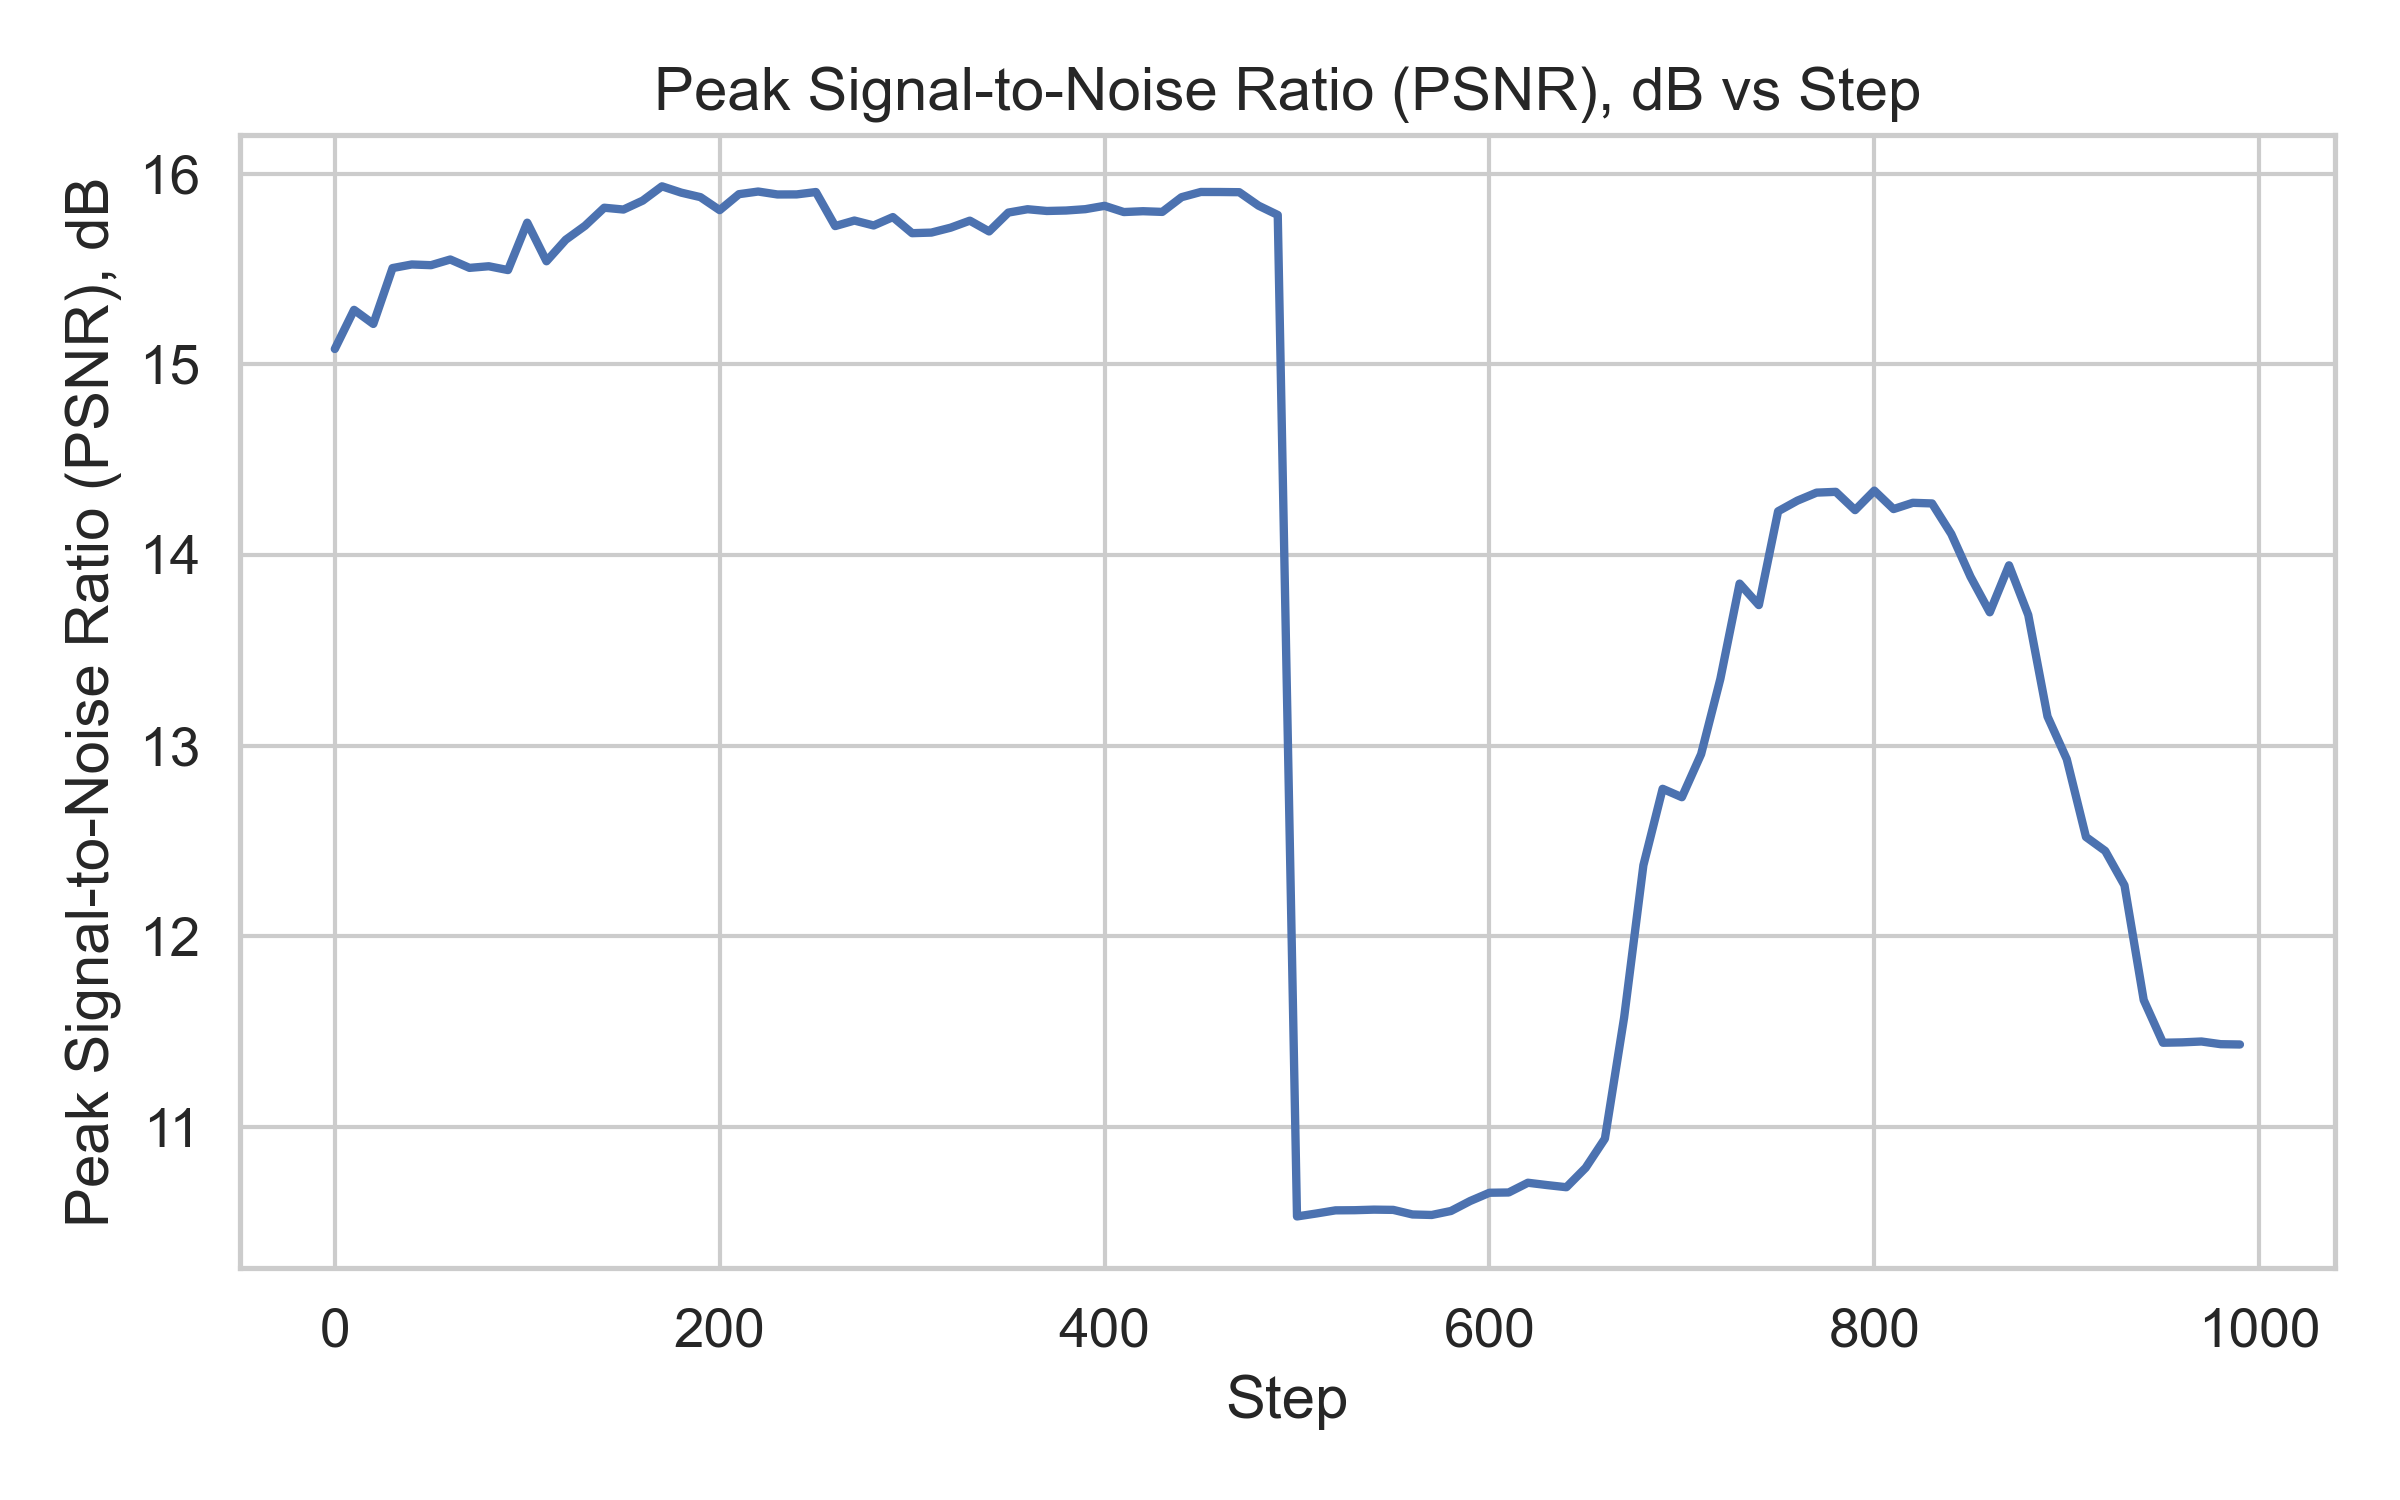 Peak Signal-to-Noise Ratio (PSNR), dB vs Step
Peak Signal-to-Noise Ratio (PSNR), dB
16
15
14
13
12
11
0 200 400 600 800 1000
Step